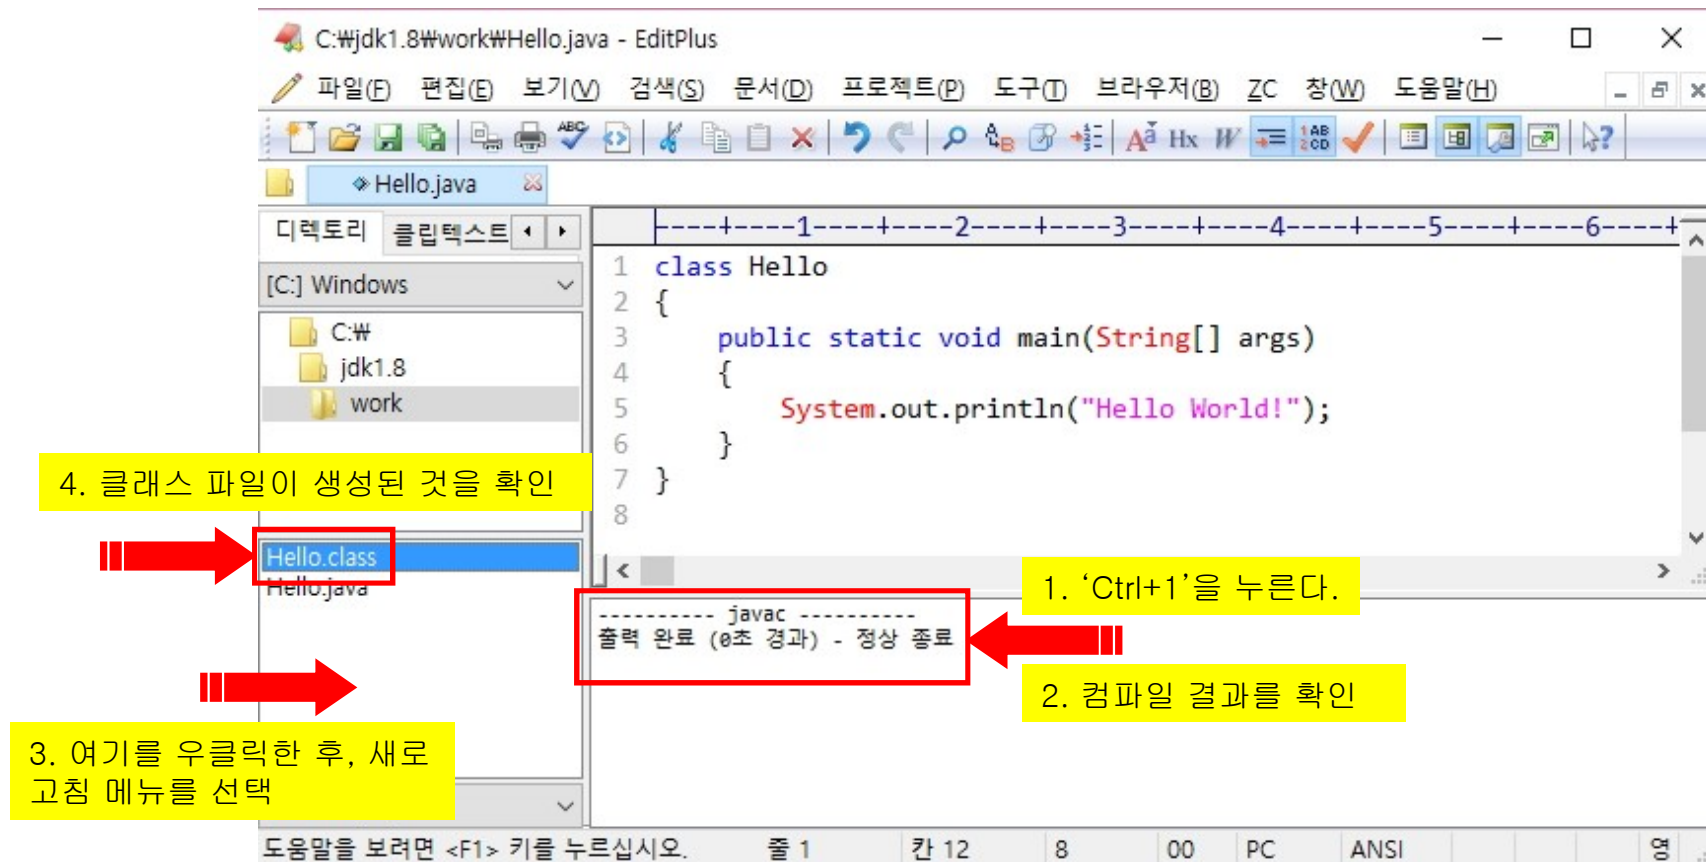 C:₩jdk1.8₩work₩Hello.java - EditPlus
파일(F) 편집(E) 보기(V) 검색(S) 문서(D) 프로젝트(P) 도구(T) 브라우저(B) ZC 창(W) 도움말(H)
Hello.java
디렉토리 클립텍스트
----+----1----+----2----+----3----+----4----+----5----+----6----+
[C:] Windows
C:₩
jdk1.8
work
1 class Hello
2 {
3 public static void main(String[] args)
4 {
5 System.out.println("Hello World!");
6 }
7 }
8
4. 클래스 파일이 생성된 것을 확인
Hello.class
Hello.java
1. ‘Ctrl+1’을 누른다.
---------- javac ----------
출력 완료 (0초 경과) - 정상 종료
2. 컴파일 결과를 확인
3. 여기를 우클릭한 후, 새로
고침 메뉴를 선택
도움말을 보려면 <F1> 키를 누르십시오. 줄 1 칸 12 8 00 PC ANSI 영